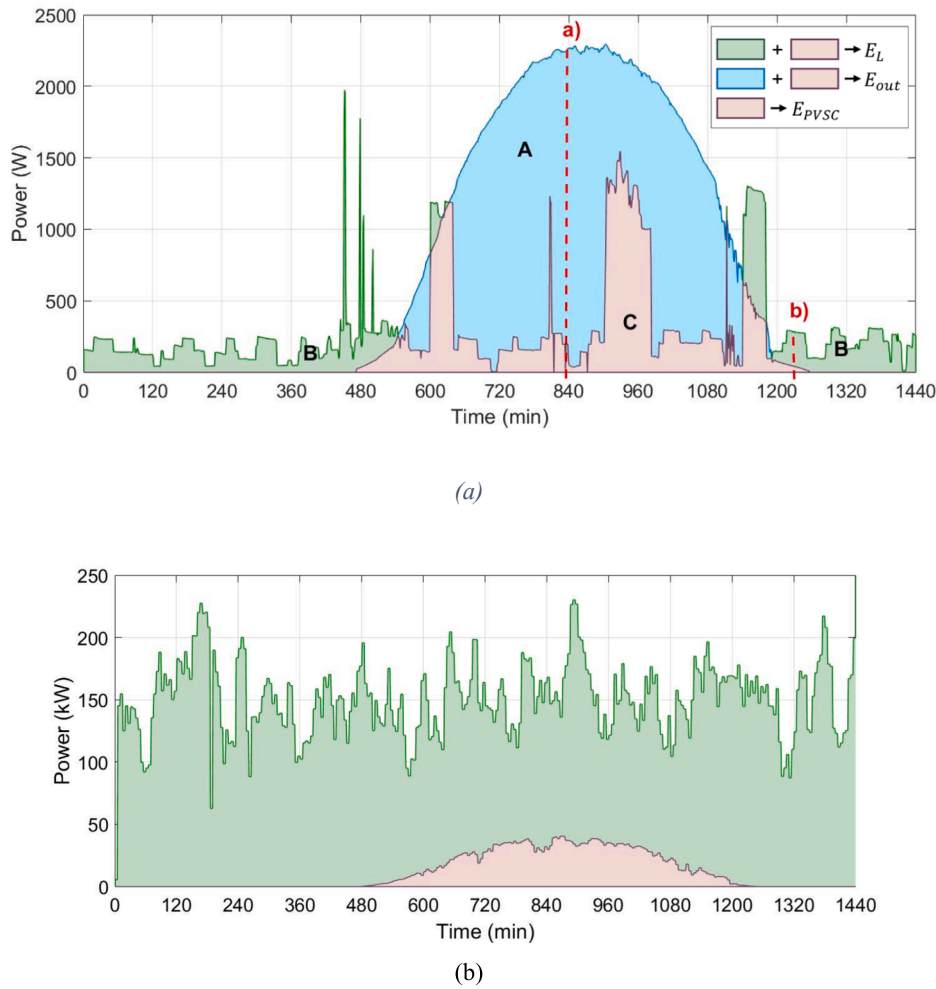 2500
2000
1500
1000
500
0
Power (W)
a)
A
B
C
b)
B
+ → E_L
+ → E_out
→ E_PVSC
0 120 240 360 480 600 720 840 960 1080 1200 1320 1440
Time (min)
(a)
250
200
150
100
50
0
Power (kW)
0 120 240 360 480 600 720 840 960 1080 1200 1320 1440
Time (min)
(b)